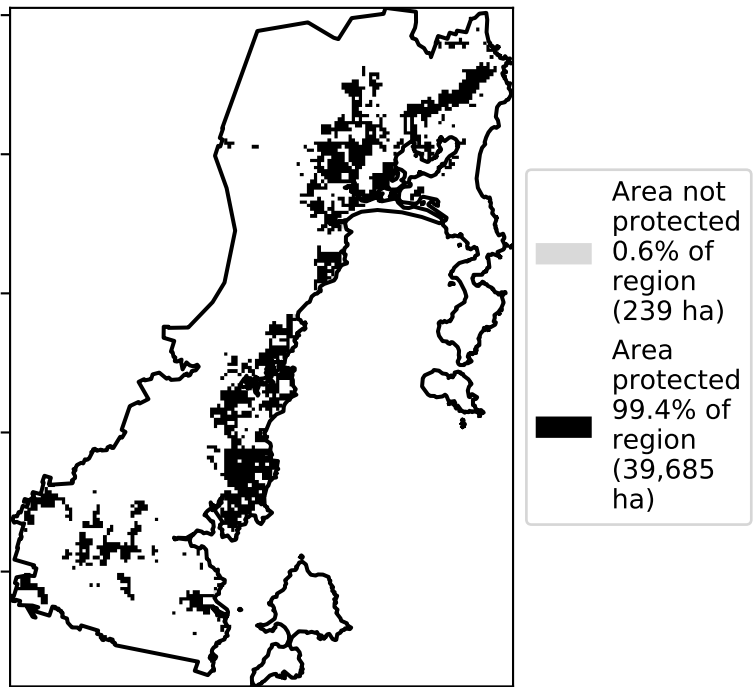 Area not
protected
0.6% of
region
(239 ha)
Area
protected
99.4% of
region
(39,685
ha)